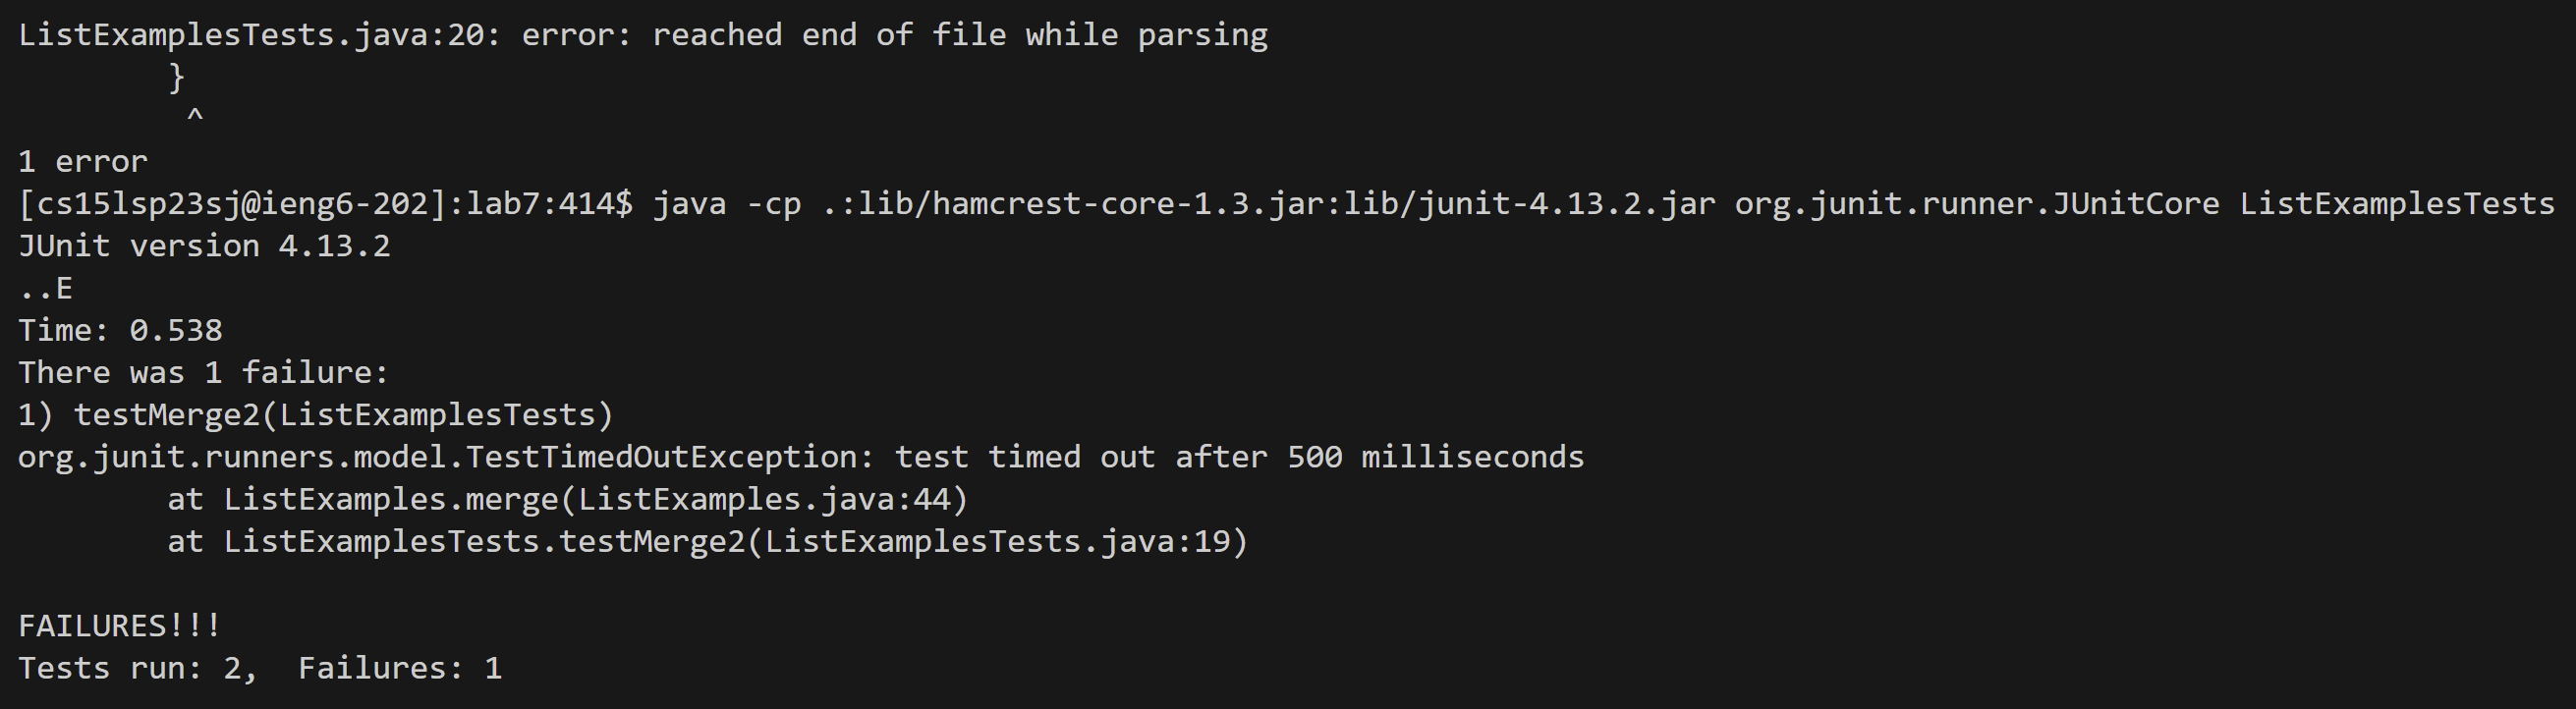 ListExamplesTests.java:20: error: reached end of file while parsing
        }
         ^
1 error
[cs15lsp23sj@ieng6-202]:lab7:414$ java -cp .:lib/hamcrest-core-1.3.jar:lib/junit-4.13.2.jar org.junit.runner.JUnitCore ListExamplesTests
JUnit version 4.13.2
..E
Time: 0.538
There was 1 failure:
1) testMerge2(ListExamplesTests)
org.junit.runners.model.TestTimedOutException: test timed out after 500 milliseconds
        at ListExamples.merge(ListExamples.java:44)
        at ListExamplesTests.testMerge2(ListExamplesTests.java:19)

FAILURES!!!
Tests run: 2,  Failures: 1